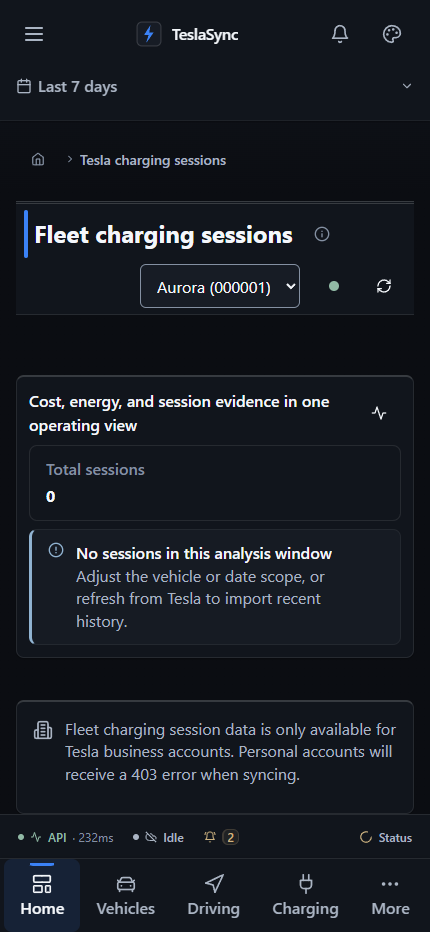 TeslaSync
Last 7 days
Tesla charging sessions
Fleet charging sessions
Aurora (000001)
Cost, energy, and session evidence in one
operating view
Total sessions
0
No sessions in this analysis window
Adjust the vehicle or date scope, or
refresh from Tesla to import recent
history.
Fleet charging session data is only available for
Tesla business accounts. Personal accounts will
receive a 403 error when syncing.
API · 232ms Idle 2 Status
Home Vehicles Driving Charging More